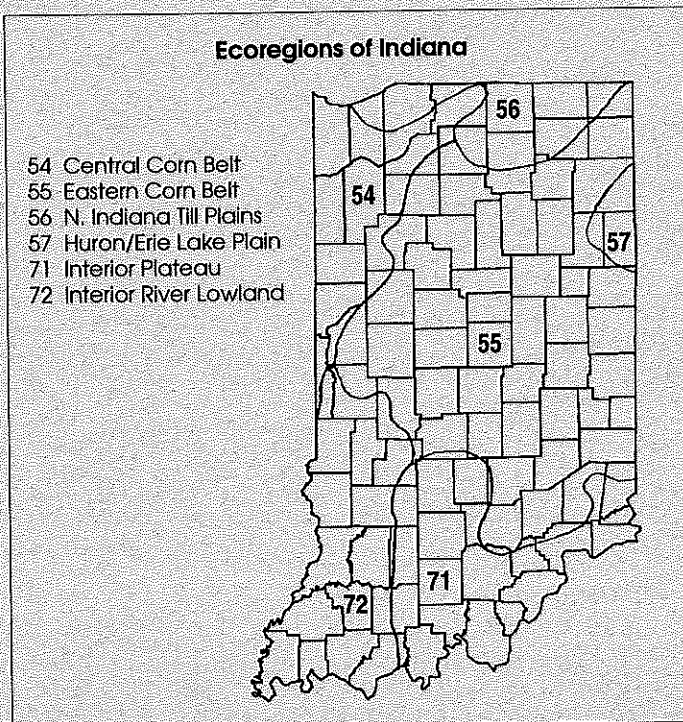 Ecoregions of Indiana
54 Central Corn Belt
55 Eastern Corn Belt
56 N. Indiana Till Plains
57 Huron/Erie Lake Plain
71 Interior Plateau
72 Interior River Lowland
56
54
57
55
71
72